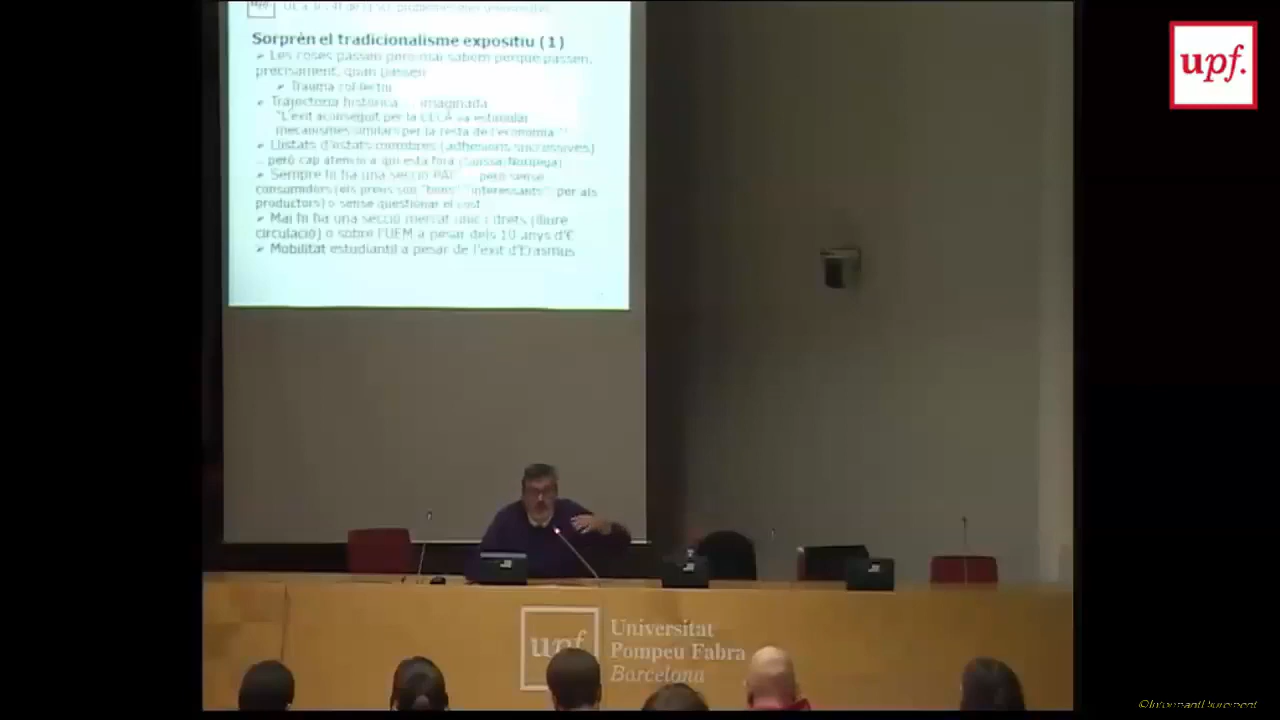 Sorprèn el tradicionalisme expositiu (1)
Les coses passen però mai sabem perquè passen,
precisament, quan passen
Trauma col·lectiu
Trajectòria històrica ... imaginada
"L'èxit aconseguit per la CECA va estimular
mecanismes similars per la resta de l'economia."
Llistats d'estats membres (adhesions successives)
... però cap atenció a qui està fora (Suïssa, Noruega)
Sempre hi ha una secció PAC ... però sense
consumidors (els preus són "bons" "interessants" per als
productors) o sense qüestionar el cost
Mai hi ha una secció mercat únic i drets (lliure
circulació) o sobre l'UEM a pesar dels 10 anys d'€
Mobilitat estudiantil a pesar de l'èxit d'Erasmus
upf.
upf.
Universitat
Pompeu Fabra
Barcelona